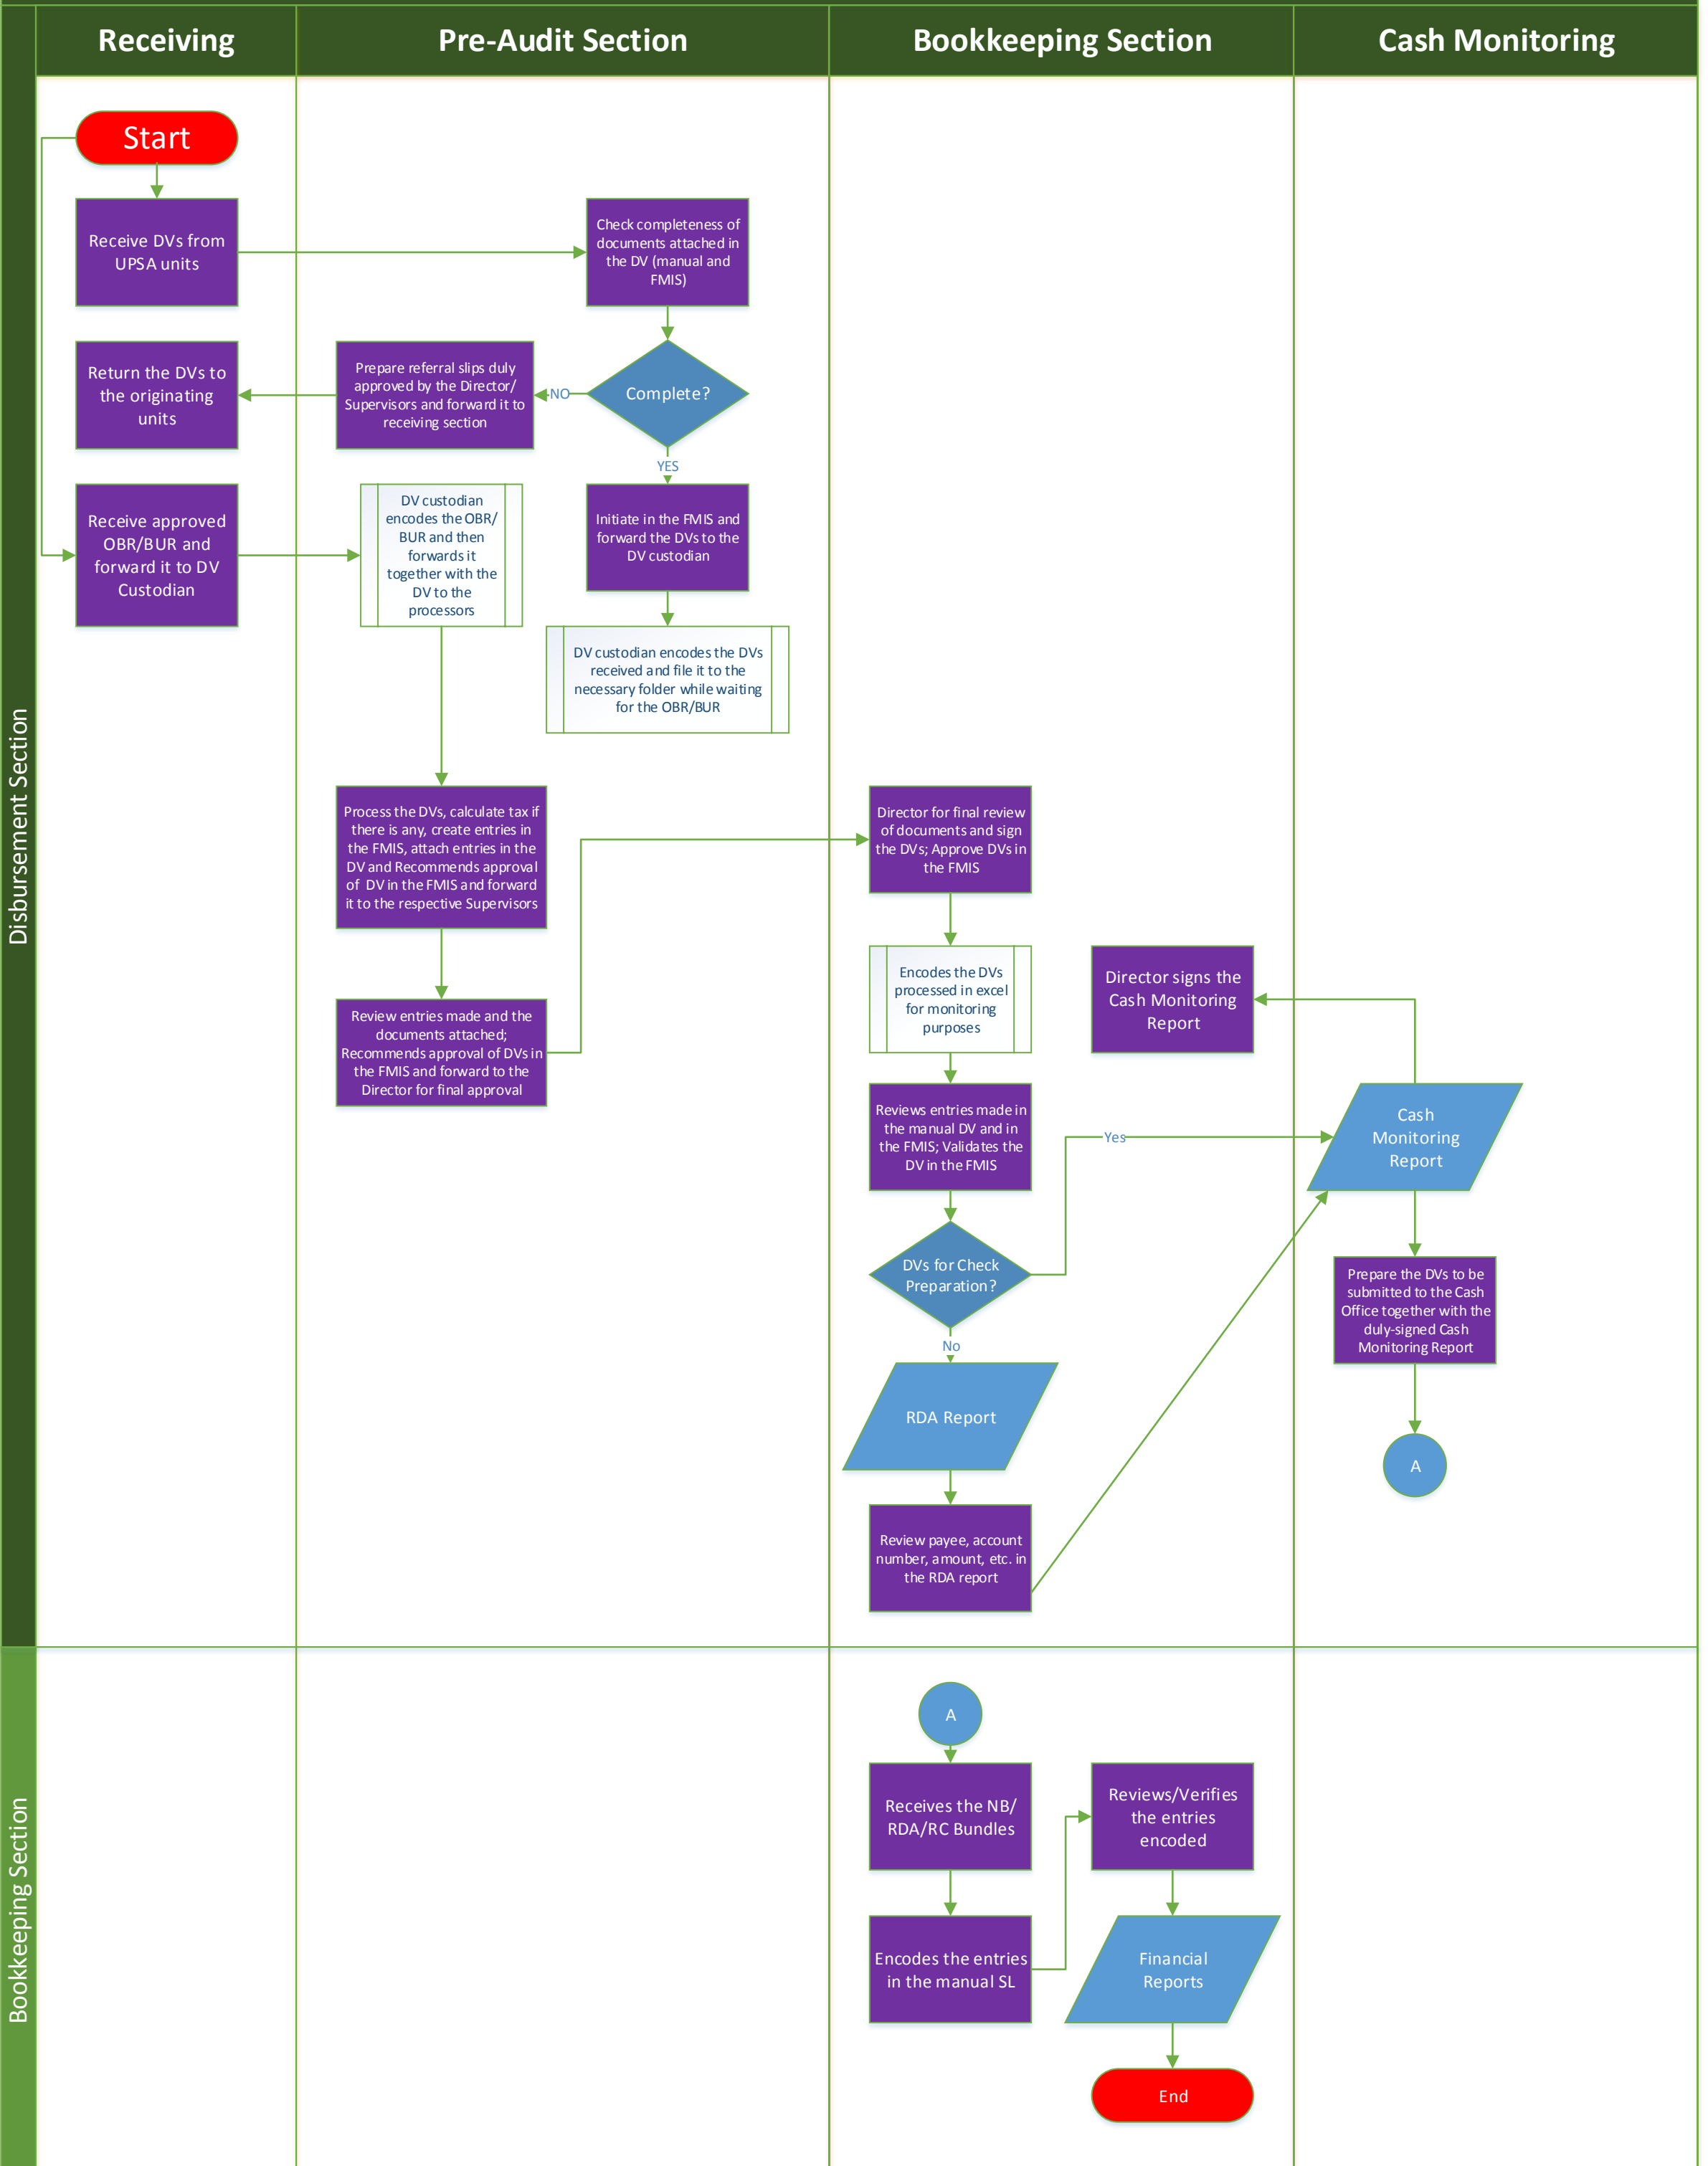 Receiving
Pre-Audit Section
Bookkeeping Section
Cash Monitoring
Disbursement Section
Start
Receive DVs from
UPSA units
Check completeness of
documents attached in
the DV (manual and
FMIS)
Return the DVs to
the originating
units
Prepare referral slips duly
approved by the Director/
Supervisors and forward it to
receiving section
NO
Complete?
YES
Receive approved
OBR/BUR and
forward it to DV
Custodian
DV custodian
encodes the OBR/
BUR and then
forwards it
together with the
DV to the
processors
Initiate in the FMIS and
forward the DVs to the
DV custodian
DV custodian encodes the DVs
received and file it to the
necessary folder while waiting
for the OBR/BUR
Process the DVs, calculate tax if
there is any, create entries in
the FMIS, attach entries in the
DV and Recommends approval
of DV in the FMIS and forward
it to the respective Supervisors
Director for final review
of documents and sign
the DVs; Approve DVs in
the FMIS
Review entries made and the
documents attached;
Recommends approval of DVs in
the FMIS and forward to the
Director for final approval
Encodes the DVs
processed in excel
for monitoring
purposes
Director signs the
Cash Monitoring
Report
Reviews entries made in
the manual DV and in
the FMIS; Validates the
DV in the FMIS
Yes
Cash
Monitoring
Report
DVs for Check
Preparation?
No
Prepare the DVs to be
submitted to the Cash
Office together with the
duly-signed Cash
Monitoring Report
RDA Report
A
Review payee, account
number, amount, etc. in
the RDA report
Bookkeeping Section
A
Receives the NB/
RDA/RC Bundles
Reviews/Verifies
the entries
encoded
Encodes the entries
in the manual SL
Financial
Reports
End